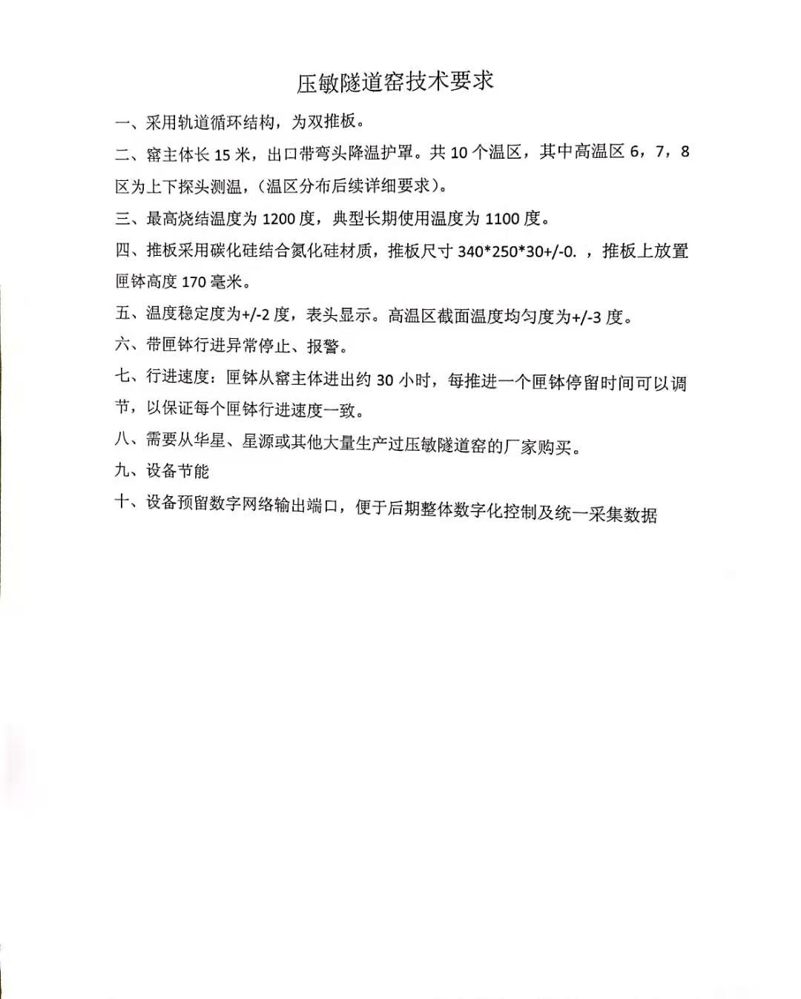 压敏隧道窑技术要求
一、采用轨道循环结构，为双推板。
二、窑主体长 15 米，出口带弯头降温护罩。共 10 个温区，其中高温区 6，7，8
区为上下探头测温，（温区分布后续详细要求）。
三、最高烧结温度为 1200 度，典型长期使用温度为 1100 度。
四、推板采用碳化硅结合氮化硅材质，推板尺寸 340*250*30+/-0. ，推板上放置
匣钵高度 170 毫米。
五、温度稳定度为+/-2 度，表头显示。高温区截面温度均匀度为+/-3 度。
六、带匣钵行进异常停止、报警。
七、行进速度：匣钵从窑主体进出约 30 小时，每推进一个匣钵停留时间可以调
节，以保证每个匣钵行进速度一致。
八、需要从华星、星源或其他大量生产过压敏隧道窑的厂家购买。
九、设备节能
十、设备预留数字网络输出端口，便于后期整体数字化控制及统一采集数据